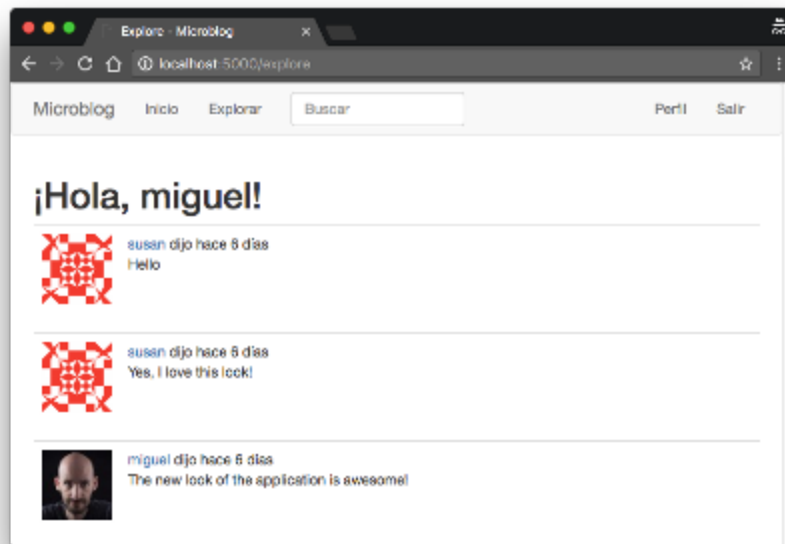 Explore - Microblog
localhost:5000/explore
Microblog Inicio Explorar Buscar Perfil Salir
¡Hola, miguel!
susan dijo hace 6 días
Hello
susan dijo hace 6 días
Yes, I love this look!
miguel dijo hace 6 días
The new look of the application is awesome!